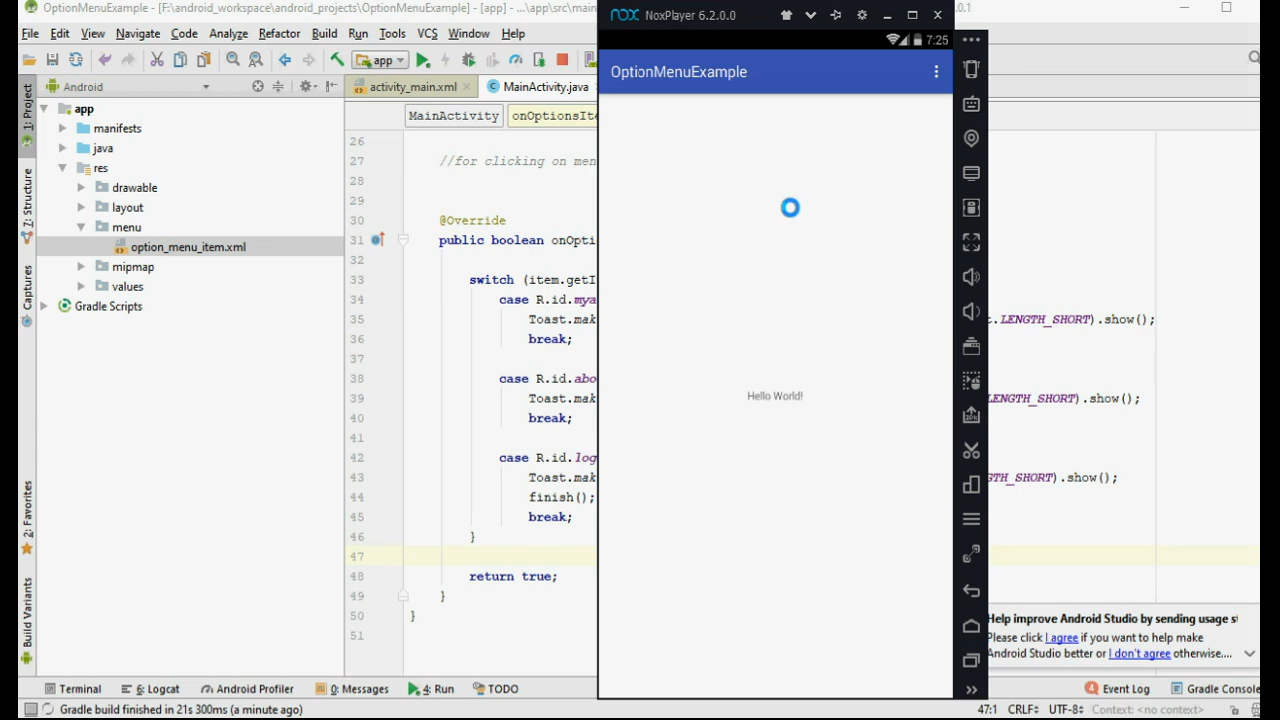 OptionMenuExample - [F:\android_workspace\android_projects\OptionMenuExample] - [app] - ...\app\src\main
.0.1
File Edit View Navigate Code Analyze Refactor Build Run Tools VCS Window Help
app
Android
activity_main.xml
MainActivity.java
MainActivity
onOptionsIte
1: Project
7: Structure
Captures
2: Favorites
Build Variants
app
manifests
java
res
drawable
layout
menu
option_menu_item.xml
mipmap
values
Gradle Scripts
26
27 //for clicking on men
28
29
30 @Override
31 public boolean onOpti
32
33 switch (item.getI
34 case R.id.mya
35 Toast.mak t.LENGTH_SHORT).show();
36 break;
37
38 case R.id.abo
39 Toast.mak LENGTH_SHORT).show();
40 break;
41
42 case R.id.log
43 Toast.mak GTH_SHORT).show();
44 finish();
45 break;
46 }
47
48 return true;
49 }
50 }
51
nox NoxPlayer 6.2.0.0
7:25
OptionMenuExample
Hello World!
Help improve Android Studio by sending usage st
Please click I agree if you want to help make
Android Studio better or I don't agree otherwise....
Terminal 6: Logcat Android Profiler 0: Messages 4: Run TODO 4 Event Log Gradle Console
Gradle build finished in 21s 300ms (a minute ago) 47:1 CRLF÷ UTF-8÷ Context: <no context>